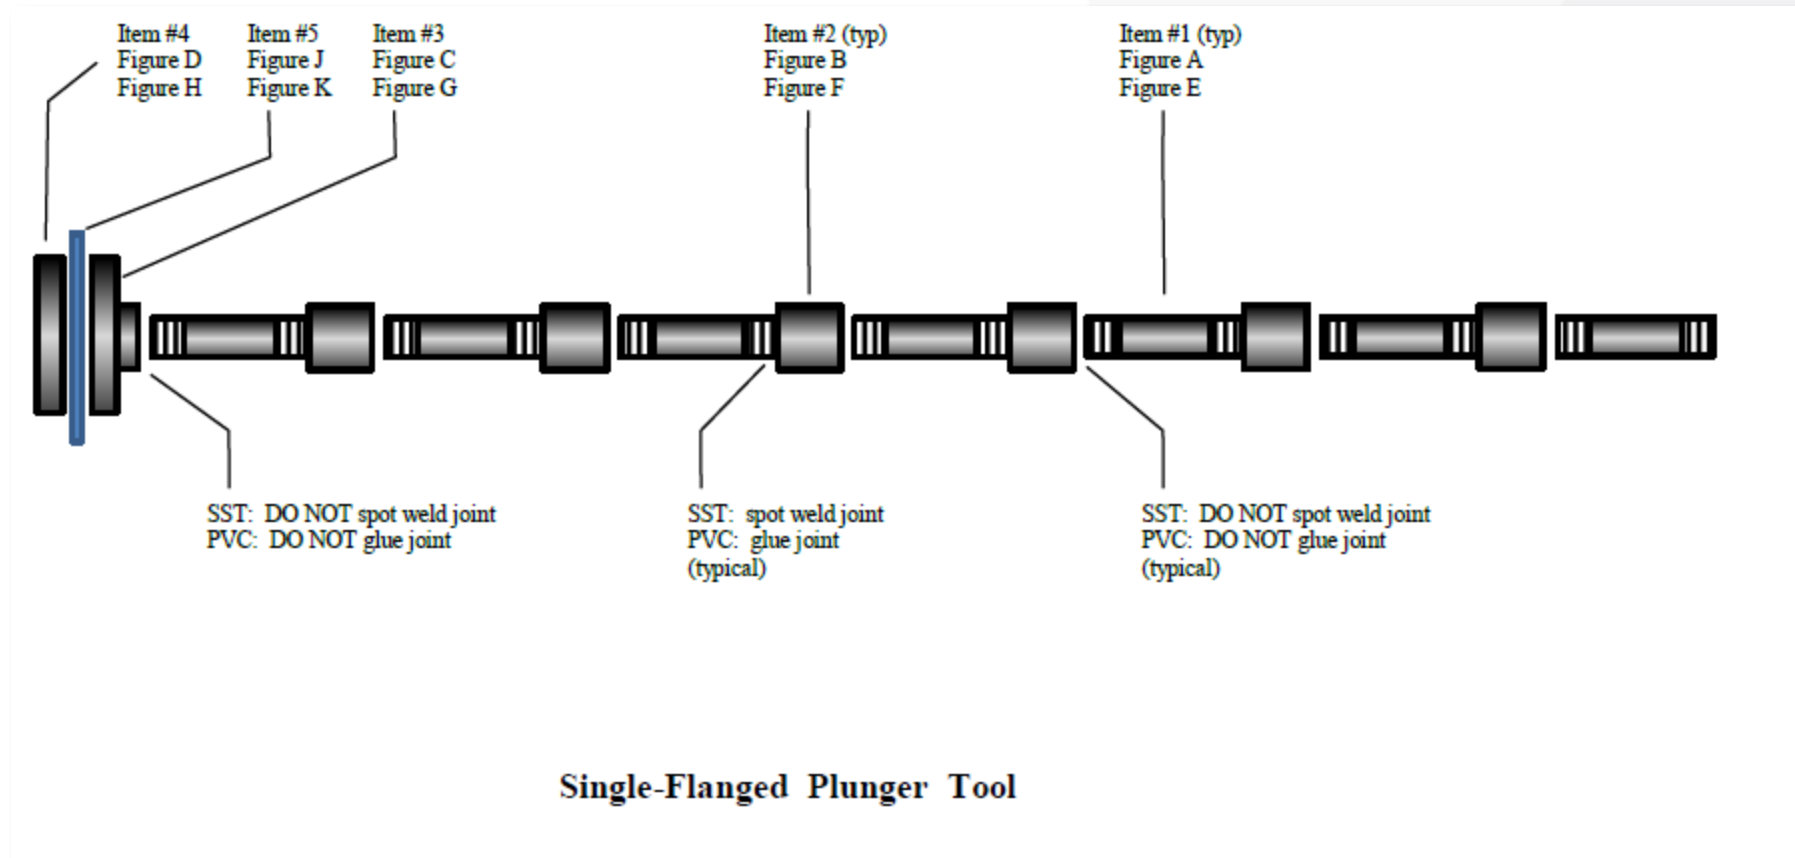 Item #4
Figure D
Figure H
Item #5
Figure J
Figure K
Item #3
Figure C
Figure G
Item #2 (typ)
Figure B
Figure F
Item #1 (typ)
Figure A
Figure E
SST:  DO NOT spot weld joint
PVC:  DO NOT glue joint
SST:  spot weld joint
PVC:  glue joint
(typical)
SST:  DO NOT spot weld joint
PVC:  DO NOT glue joint
(typical)
Single-Flanged  Plunger  Tool